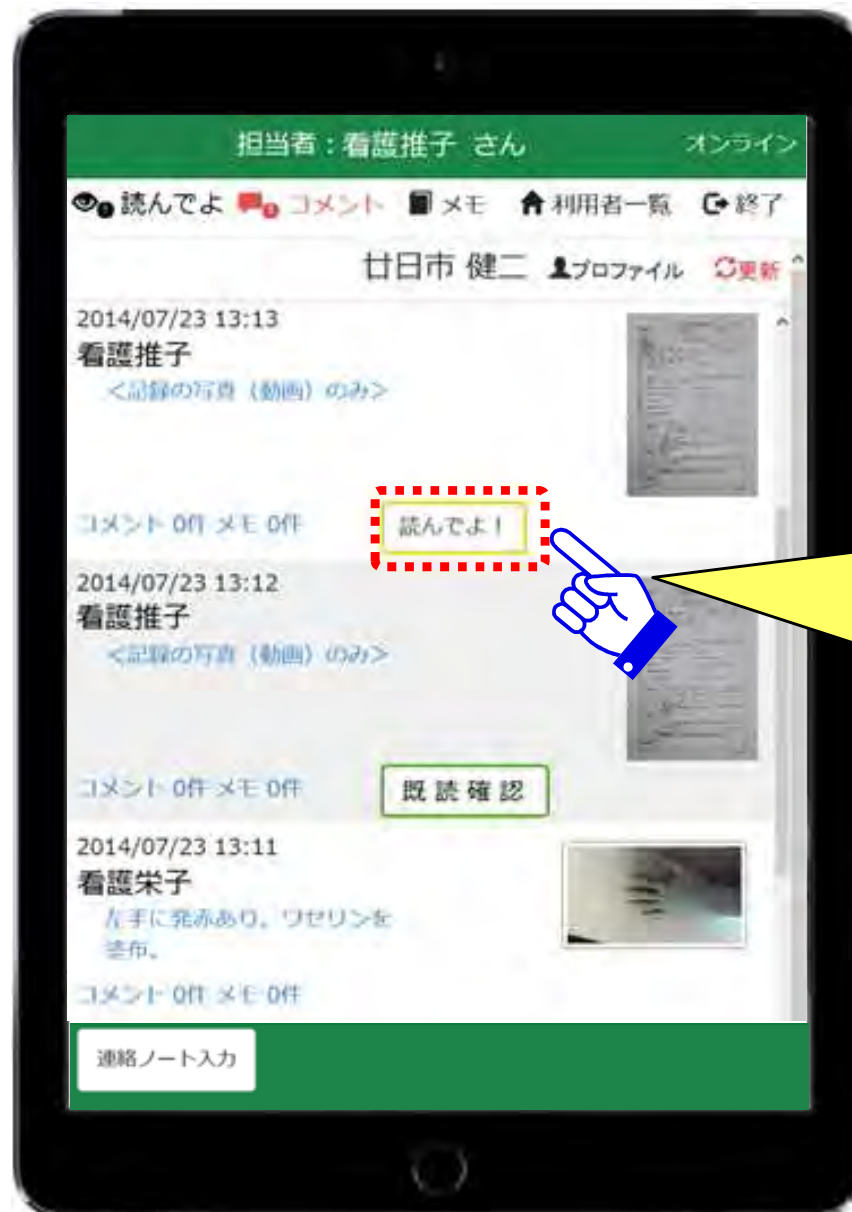 担当者：看護推子 さん オンライン
読んでよ コメント メモ 利用者一覧 終了
廿日市 健二 プロファイル 更新
2014/07/23 13:13
看護推子
＜記録の写真（動画）のみ＞
コメント 0件 メモ 0件 読んでよ！
2014/07/23 13:12
看護推子
＜記録の写真（動画）のみ＞
コメント 0件 メモ 0件 既読確認
2014/07/23 13:11
看護栄子
左手に発赤あり。ワセリンを
塗布。
コメント 0件 メモ 0件
連絡ノート入力